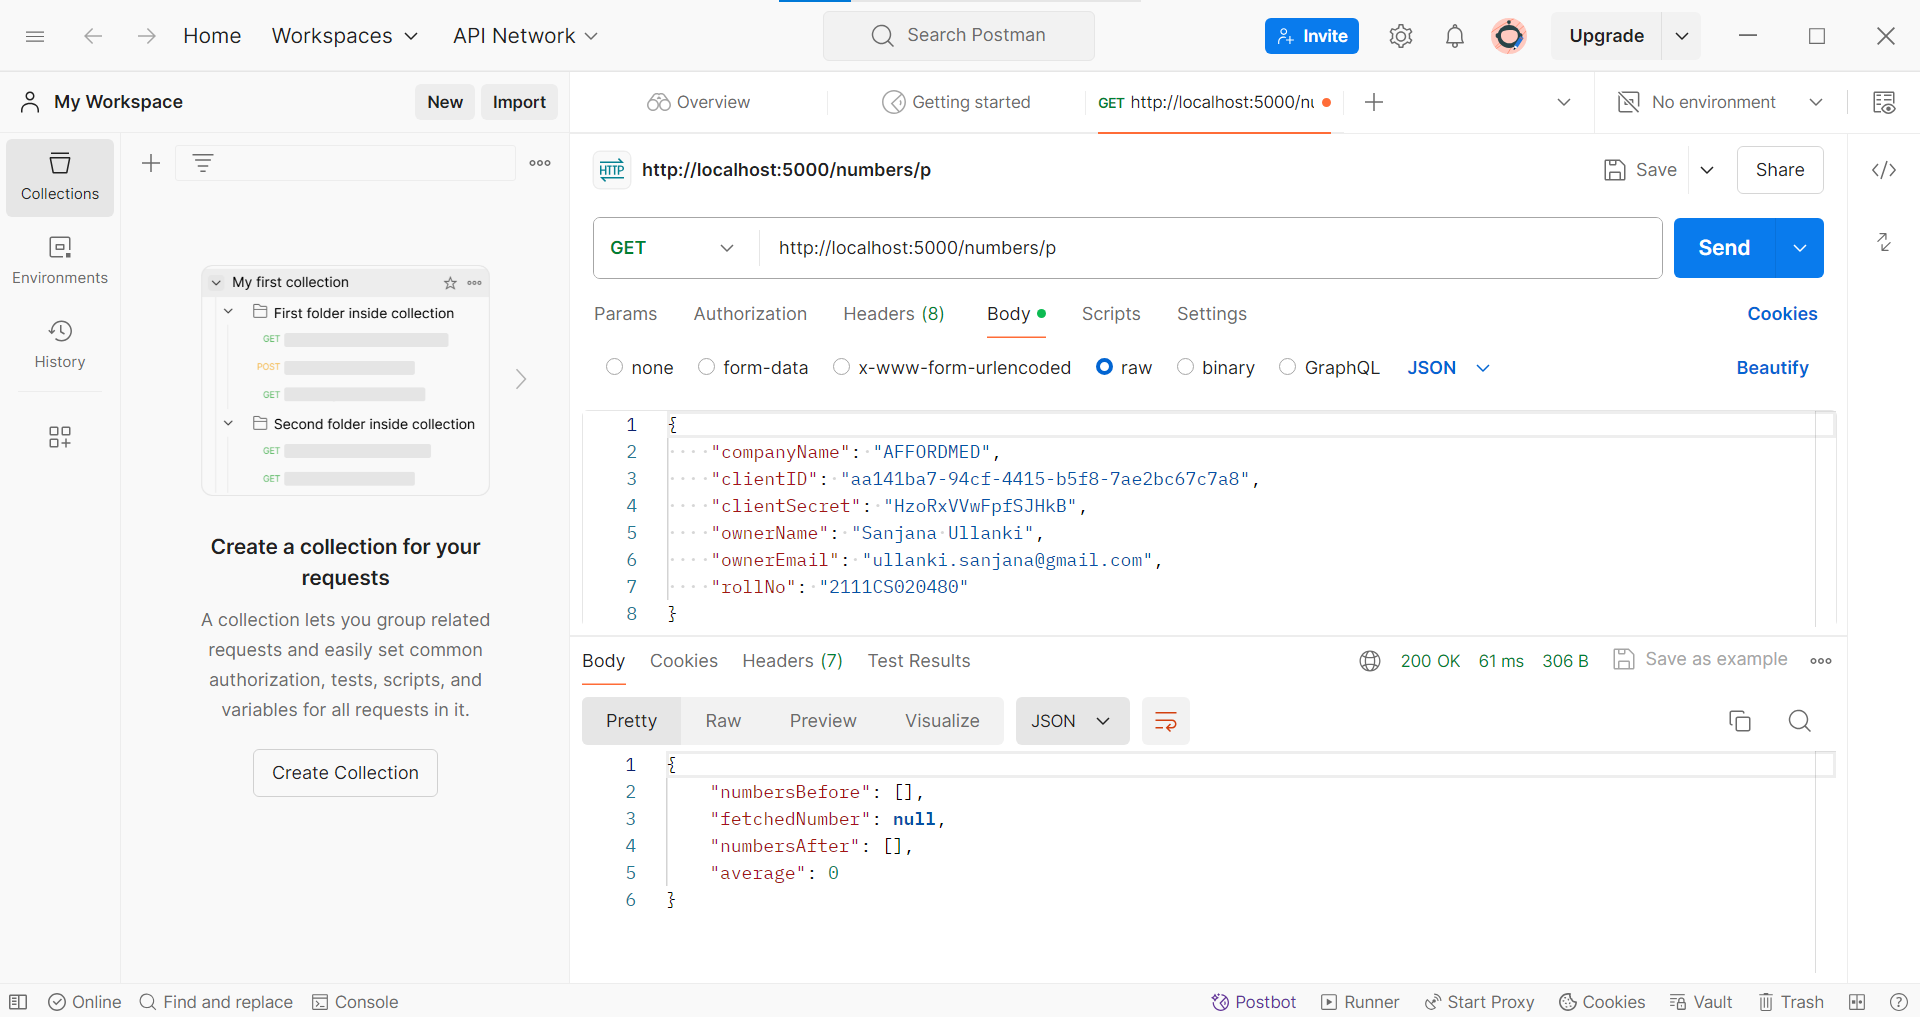 Home Workspaces API Network Search Postman Invite Upgrade
My Workspace New Import Overview Getting started GET http://localhost:5000/nu No environment
Collections
Environments
History
My first collection
First folder inside collection
GET
POST
GET
Second folder inside collection
GET
GET
Create a collection for your
requests
A collection lets you group related
requests and easily set common
authorization, tests, scripts, and
variables for all requests in it.
Create Collection
HTTP http://localhost:5000/numbers/p Save Share
GET http://localhost:5000/numbers/p Send
Params Authorization Headers (8) Body Scripts Settings Cookies
none form-data x-www-form-urlencoded raw binary GraphQL JSON Beautify
1 {
2 "companyName": "AFFORDMED",
3 "clientID": "aa141ba7-94cf-4415-b5f8-7ae2bc67c7a8",
4 "clientSecret": "HzoRxVVwFpfSJHkB",
5 "ownerName": "Sanjana Ullanki",
6 "ownerEmail": "ullanki.sanjana@gmail.com",
7 "rollNo": "2111CS020480"
8 }
Body Cookies Headers (7) Test Results 200 OK 61 ms 306 B Save as example
Pretty Raw Preview Visualize JSON
1 {
2 "numbersBefore": [],
3 "fetchedNumber": null,
4 "numbersAfter": [],
5 "average": 0
6 }
Online Find and replace Console Postbot Runner Start Proxy Cookies Vault Trash